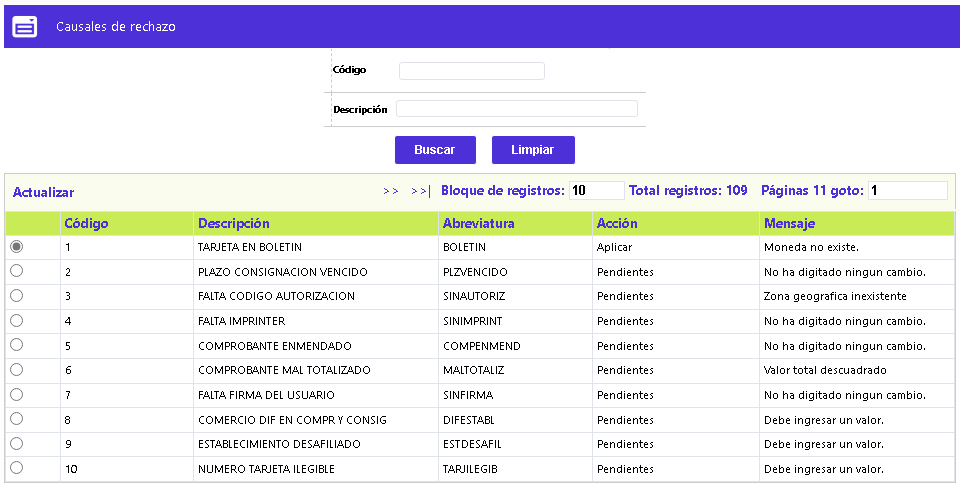 Causales de rechazo
Código
Descripción
Buscar Limpiar
Actualizar >> >>| Bloque de registros: 10 Total registros: 109 Páginas 11 goto: 1
Código Descripción Abreviatura Acción Mensaje
1 TARJETA EN BOLETIN BOLETIN Aplicar Moneda no existe.
2 PLAZO CONSIGNACION VENCIDO PLZVENCIDO Pendientes No ha digitado ningun cambio.
3 FALTA CODIGO AUTORIZACION SINAUTORIZ Pendientes Zona geografica inexistente
4 FALTA IMPRINTER SINIMPRINT Pendientes No ha digitado ningun cambio.
5 COMPROBANTE ENMENDADO COMPENMEND Pendientes No ha digitado ningun cambio.
6 COMPROBANTE MAL TOTALIZADO MALTOTALIZ Pendientes Valor total descuadrado
7 FALTA FIRMA DEL USUARIO SINFIRMA Pendientes No ha digitado ningun cambio.
8 COMERCIO DIF EN COMPR Y CONSIG DIFESTABL Pendientes Debe ingresar un valor.
9 ESTABLECIMIENTO DESAFILIADO ESTDESAFIL Pendientes Debe ingresar un valor.
10 NUMERO TARJETA ILEGIBLE TARJILEGIB Pendientes Debe ingresar un valor.